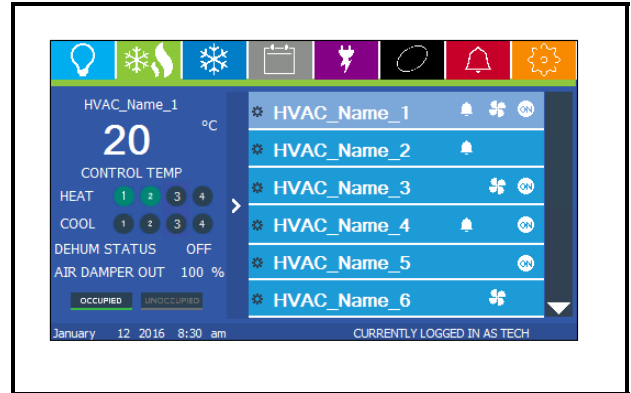 HVAC_Name_1
20 °C
CONTROL TEMP
HEAT 1 2 3 4
COOL 1 2 3 4
DEHUM STATUS OFF
AIR DAMPER OUT 100 %
OCCUPIED UNOCCUPIED
HVAC_Name_1 ON
HVAC_Name_2
HVAC_Name_3 ON
HVAC_Name_4 ON
HVAC_Name_5 ON
HVAC_Name_6
January 12 2016 8:30 am
CURRENTLY LOGGED IN AS TECH